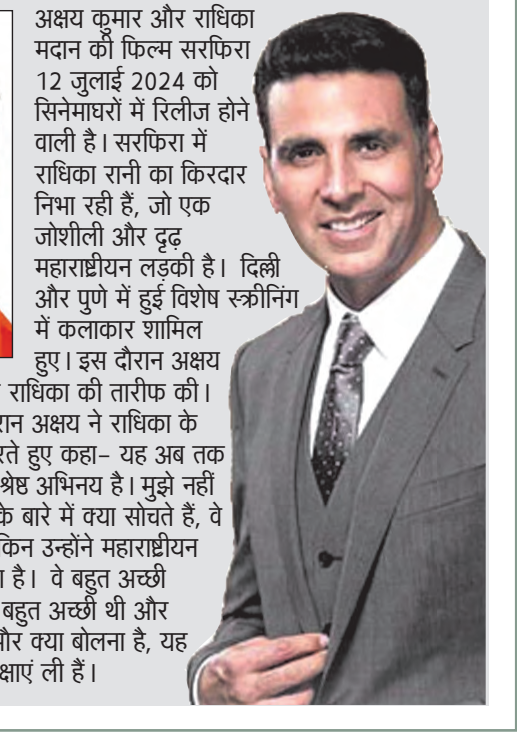 अक्षय कुमार और राधिका
मदान की फिल्म सरफिरा
12 जुलाई 2024 को
सिनेमाघरों में रिलीज होने
वाली है। सरफिरा में
राधिका रानी का किरदार
निभा रही हैं, जो एक
जोशीली और दृढ़
महाराष्ट्रीयन लड़की है। दिल्ली
और पुणे में हुई विशेष स्क्रीनिंग
में कलाकार शामिल
हुए। इस दौरान अक्षय
राधिका की तारीफ की।
अक्षय ने राधिका के
हुए कहा- यह अब तक
अभिनय है। मुझे नहीं
के बारे में क्या सोचते हैं, वे
उन्होंने महाराष्ट्रीयन
है। वे बहुत अच्छी
बहुत अच्छी थी और
और क्या बोलना है, यह
ली हैं।